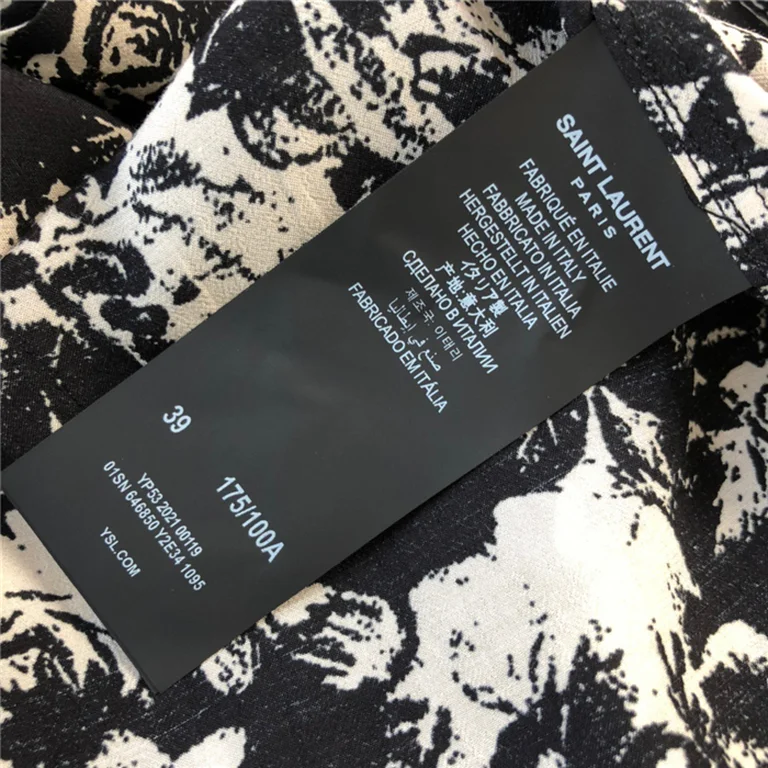 SAINT LAURENT
PARIS
FABRIQUÉ EN ITALIE
MADE IN ITALY
FABBRICATO IN ITALIA
HERGESTELLT IN ITALIEN
HECHO EN ITALIA
イタリア製
产地:意大利
СДЕЛАНО В ИТАЛИИ
제조국: 이태리
صنع في إيطاليا
FABRICADO EM ITÁLIA
39
175/100A
YP53 2021 00119
01SN 646850 Y2E34 1095
YSL.COM